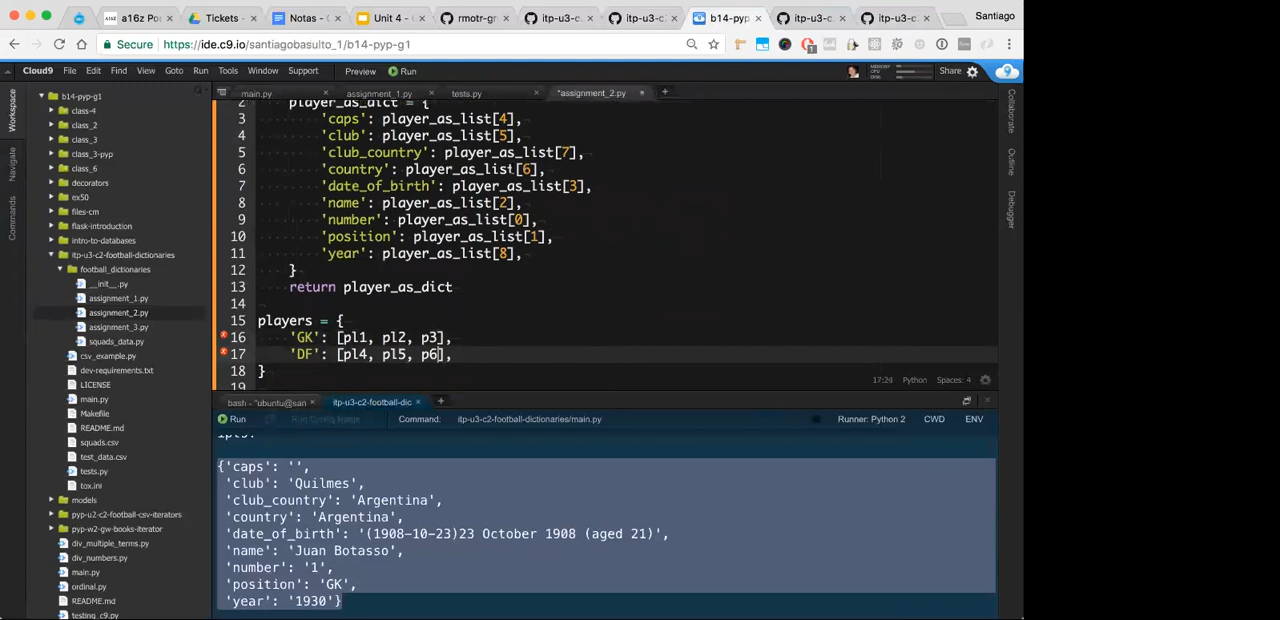 a16z Po
Tickets -
Notas - Go
Unit 4 -
rmotr-gr
itp-u3-c
itp-u3-c
b14-pyp
itp-u3-c
itp-u3-c
Santiago
Secure
https://ide.c9.io/santiagobasulto_1/b14-pyp-g1
Cloud9 File Edit Find View Goto Run Tools Window Support Preview Run
MEMORY
CPU
DISK
Share
Workspace
Navigate
Commands
b14-pyp-g1
class-4
class_2
class_3
class_3-pyp
class_6
decorators
ex50
files-cm
flask-introduction
intro-to-databases
itp-u3-c2-football-dictionaries
football_dictionaries
__init__.py
assignment_1.py
assignment_2.py
assignment_3.py
squads_data.py
csv_example.py
dev-requirements.txt
LICENSE
main.py
Makefile
README.md
squads.csv
test_data.csv
tests.py
tox.ini
models
pyp-u2-c2-football-csv-iterators
pyp-w2-gw-books-iterator
div_multiple_terms.py
div_numbers.py
main.py
ordinal.py
README.md
testing_c9.py
main.py
assignment_1.py
tests.py
*assignment_2.py
2 player_as_dict = {
3 'caps': player_as_list[4],
4 'club': player_as_list[5],
5 'club_country': player_as_list[7],
6 'country': player_as_list[6],
7 'date_of_birth': player_as_list[3],
8 'name': player_as_list[2],
9 'number': player_as_list[0],
10 'position': player_as_list[1],
11 'year': player_as_list[8],
12 }
13 return player_as_dict
14
15 players = {
16 'GK': [pl1, pl2, p3],
17 'DF': [pl4, pl5, p6],
18 }
19
17:24 Python Spaces: 4
Collaborate
Outline
Debugger
bash - "ubuntu@san
itp-u3-c2-football-dic
Run
Run Config Name
Command:
itp-u3-c2-football-dictionaries/main.py
Runner: Python 2
CWD
ENV
{'caps': '',
'club': 'Quilmes',
'club_country': 'Argentina',
'country': 'Argentina',
'date_of_birth': '(1908-10-23)23 October 1908 (aged 21)',
'name': 'Juan Botasso',
'number': '1',
'position': 'GK',
'year': '1930'}